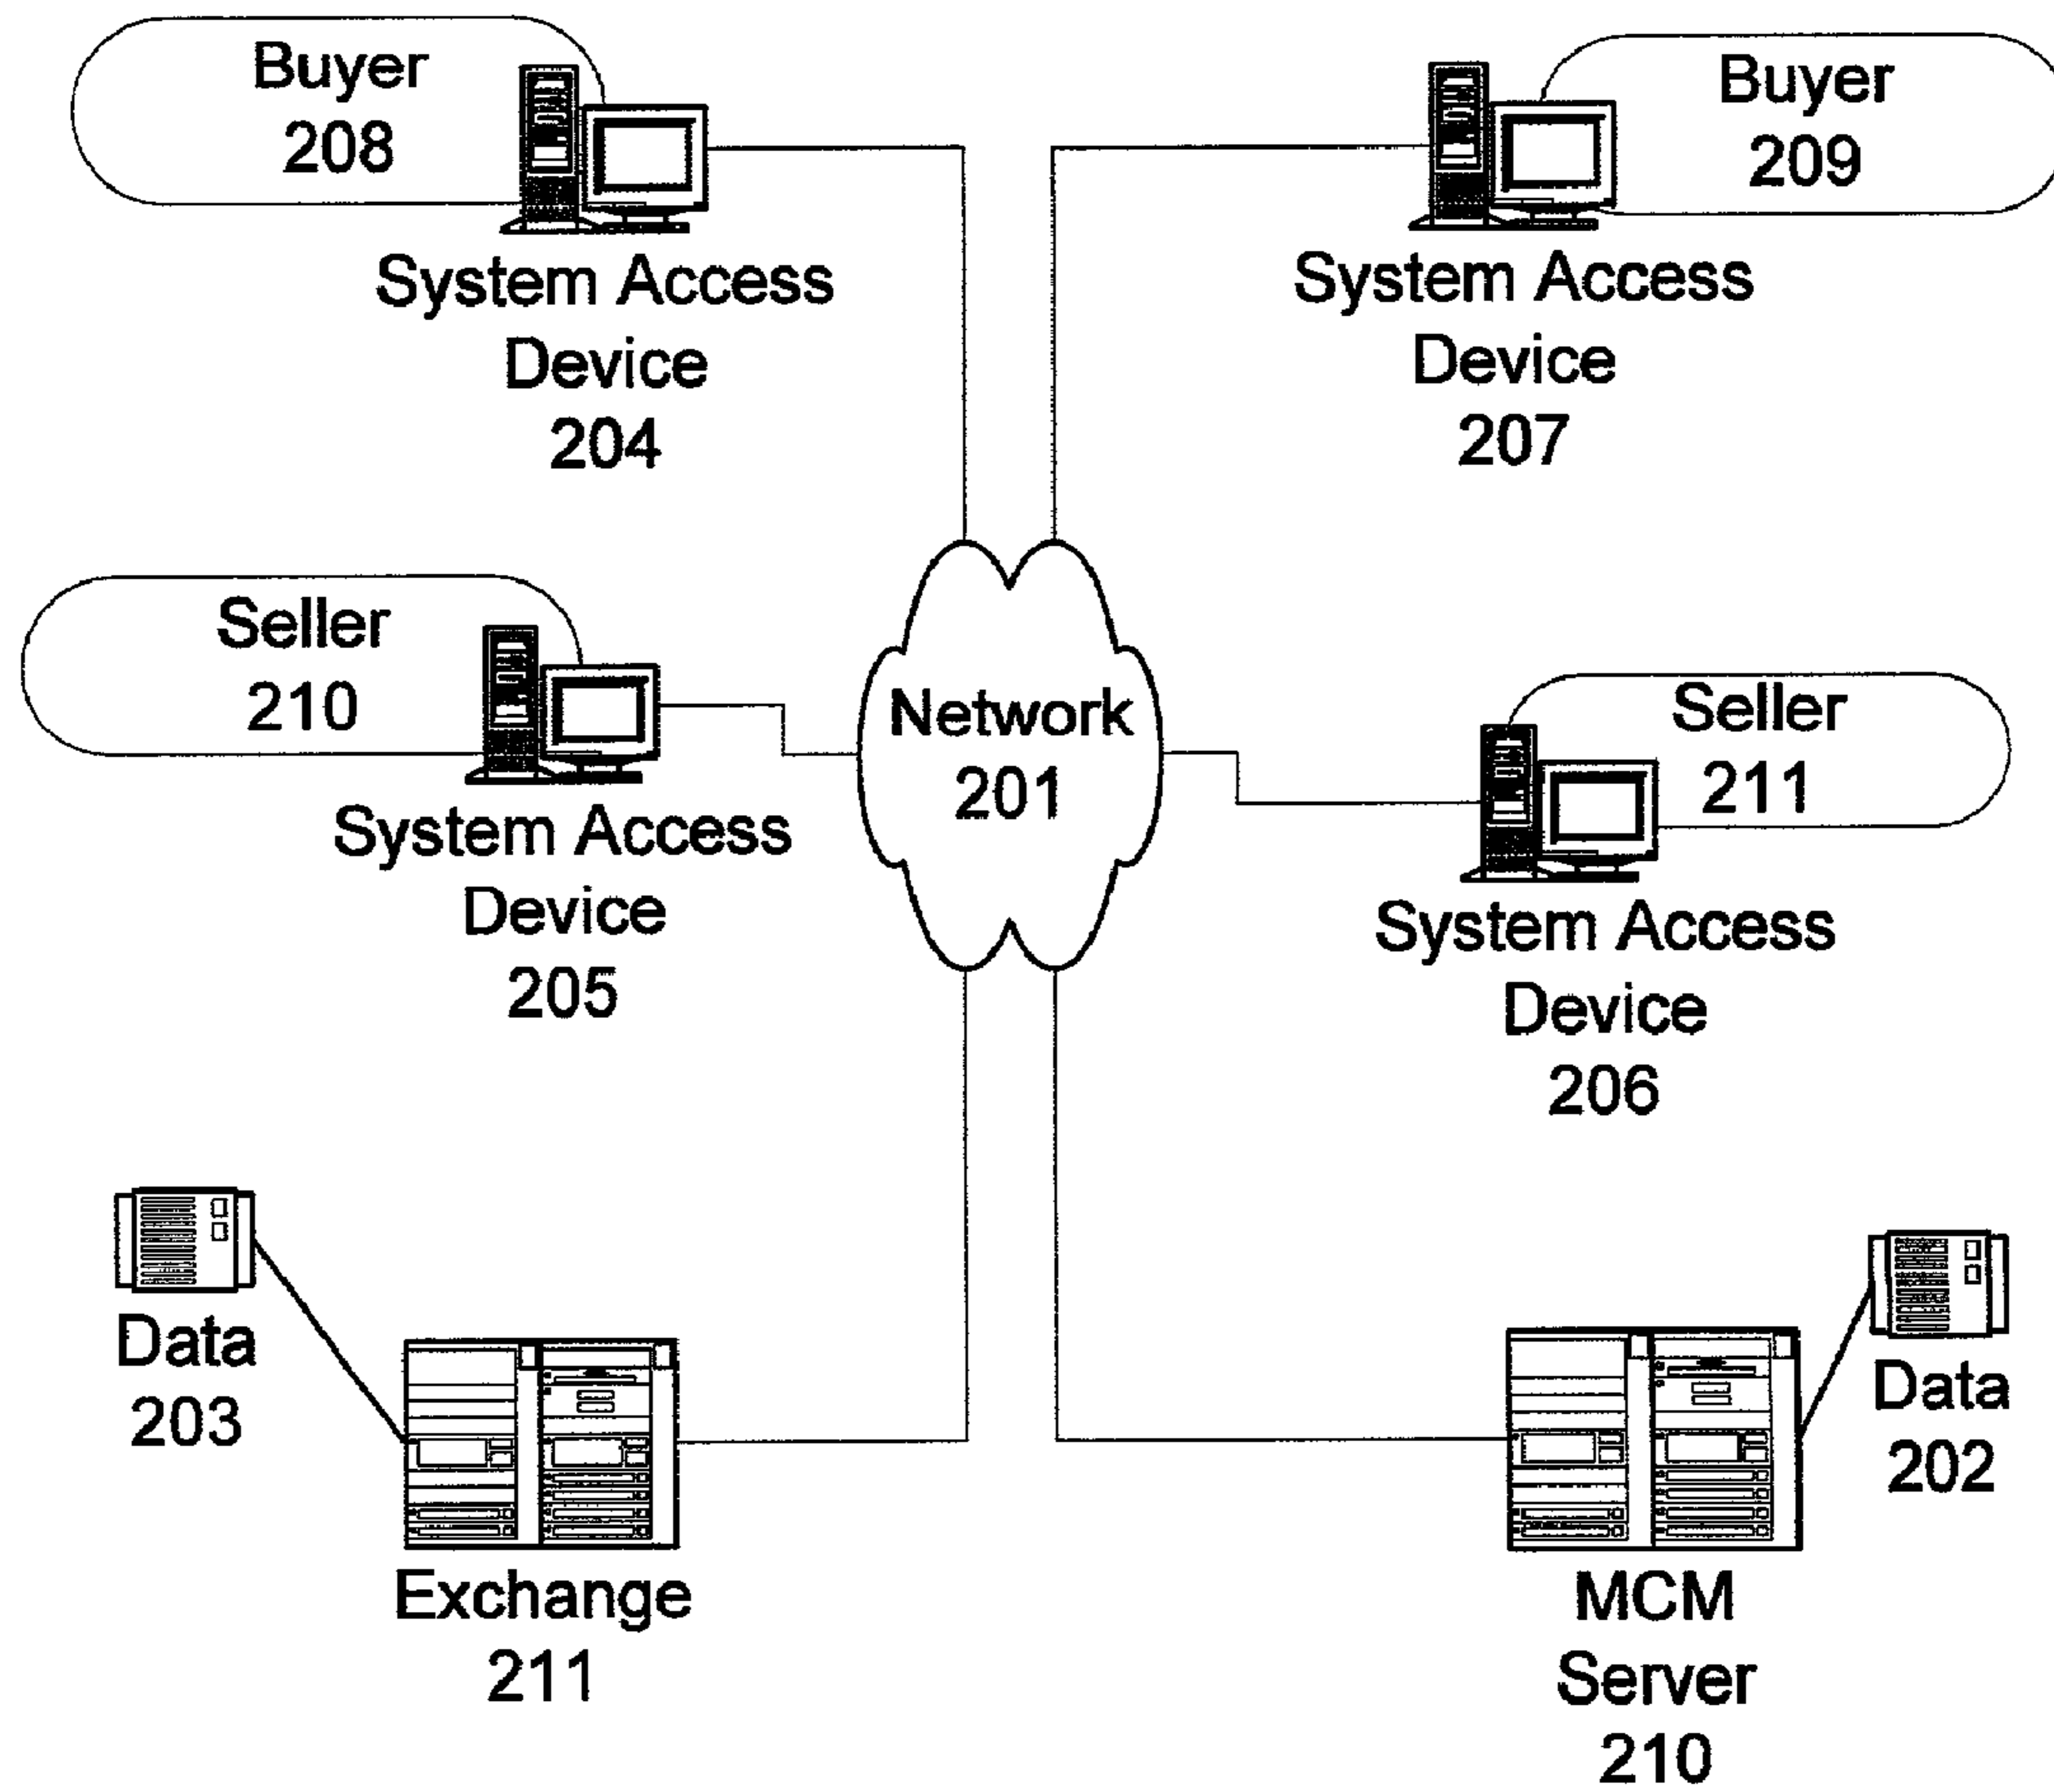 Buyer
208
System Access
Device
204
Buyer
209
System Access
Device
207
Seller
210
System Access
Device
205
Network
201
Seller
211
System Access
Device
206
Data
203
Exchange
211
Data
202
MCM
Server
210